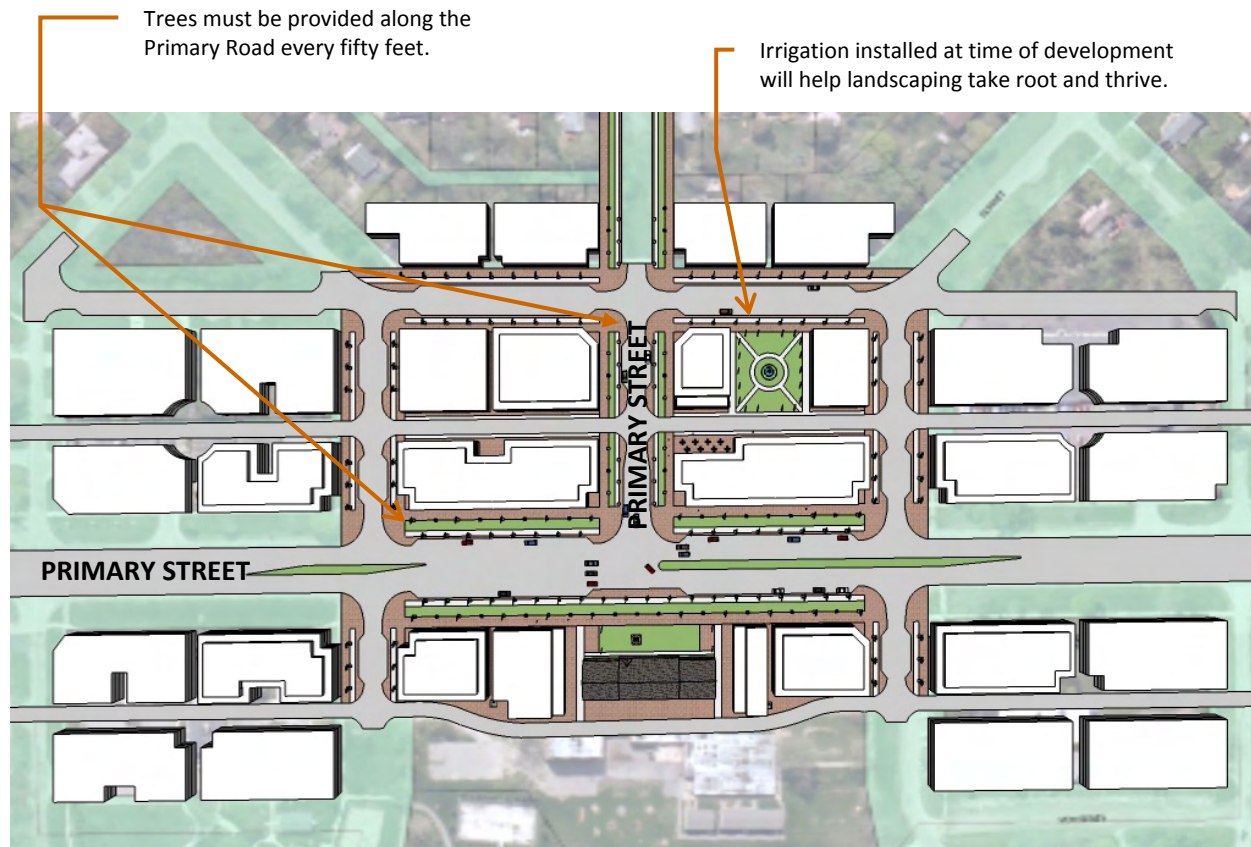 Trees must be provided along the
Primary Road every fifty feet.
Irrigation installed at time of development
will help landscaping take root and thrive.
PRIMARY STREET
PRIMARY STREET